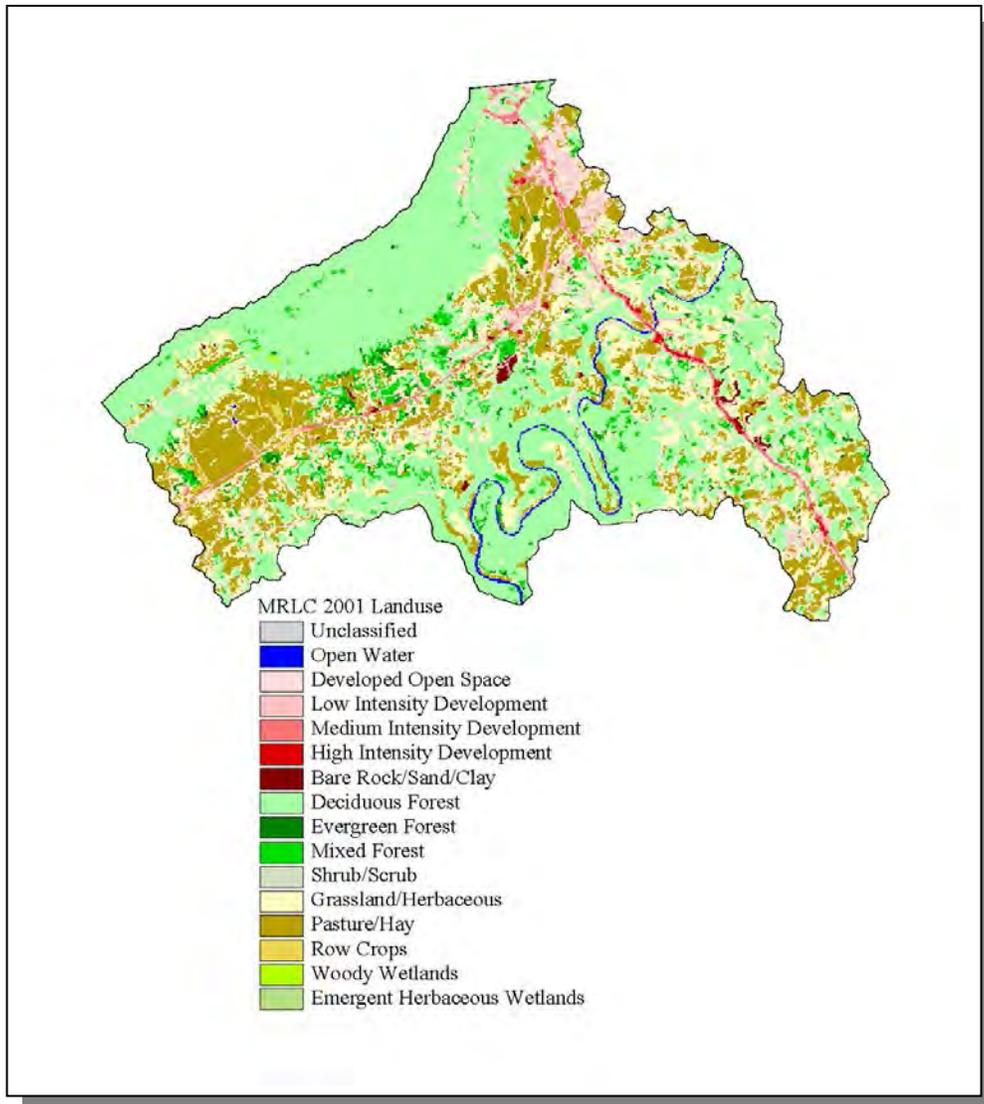 MRLC 2001 Landuse
Unclassified
Open Water
Developed Open Space
Low Intensity Development
Medium Intensity Development
High Intensity Development
Bare Rock/Sand/Clay
Deciduous Forest
Evergreen Forest
Mixed Forest
Shrub/Scrub
Grassland/Herbaceous
Pasture/Hay
Row Crops
Woody Wetlands
Emergent Herbaceous Wetlands